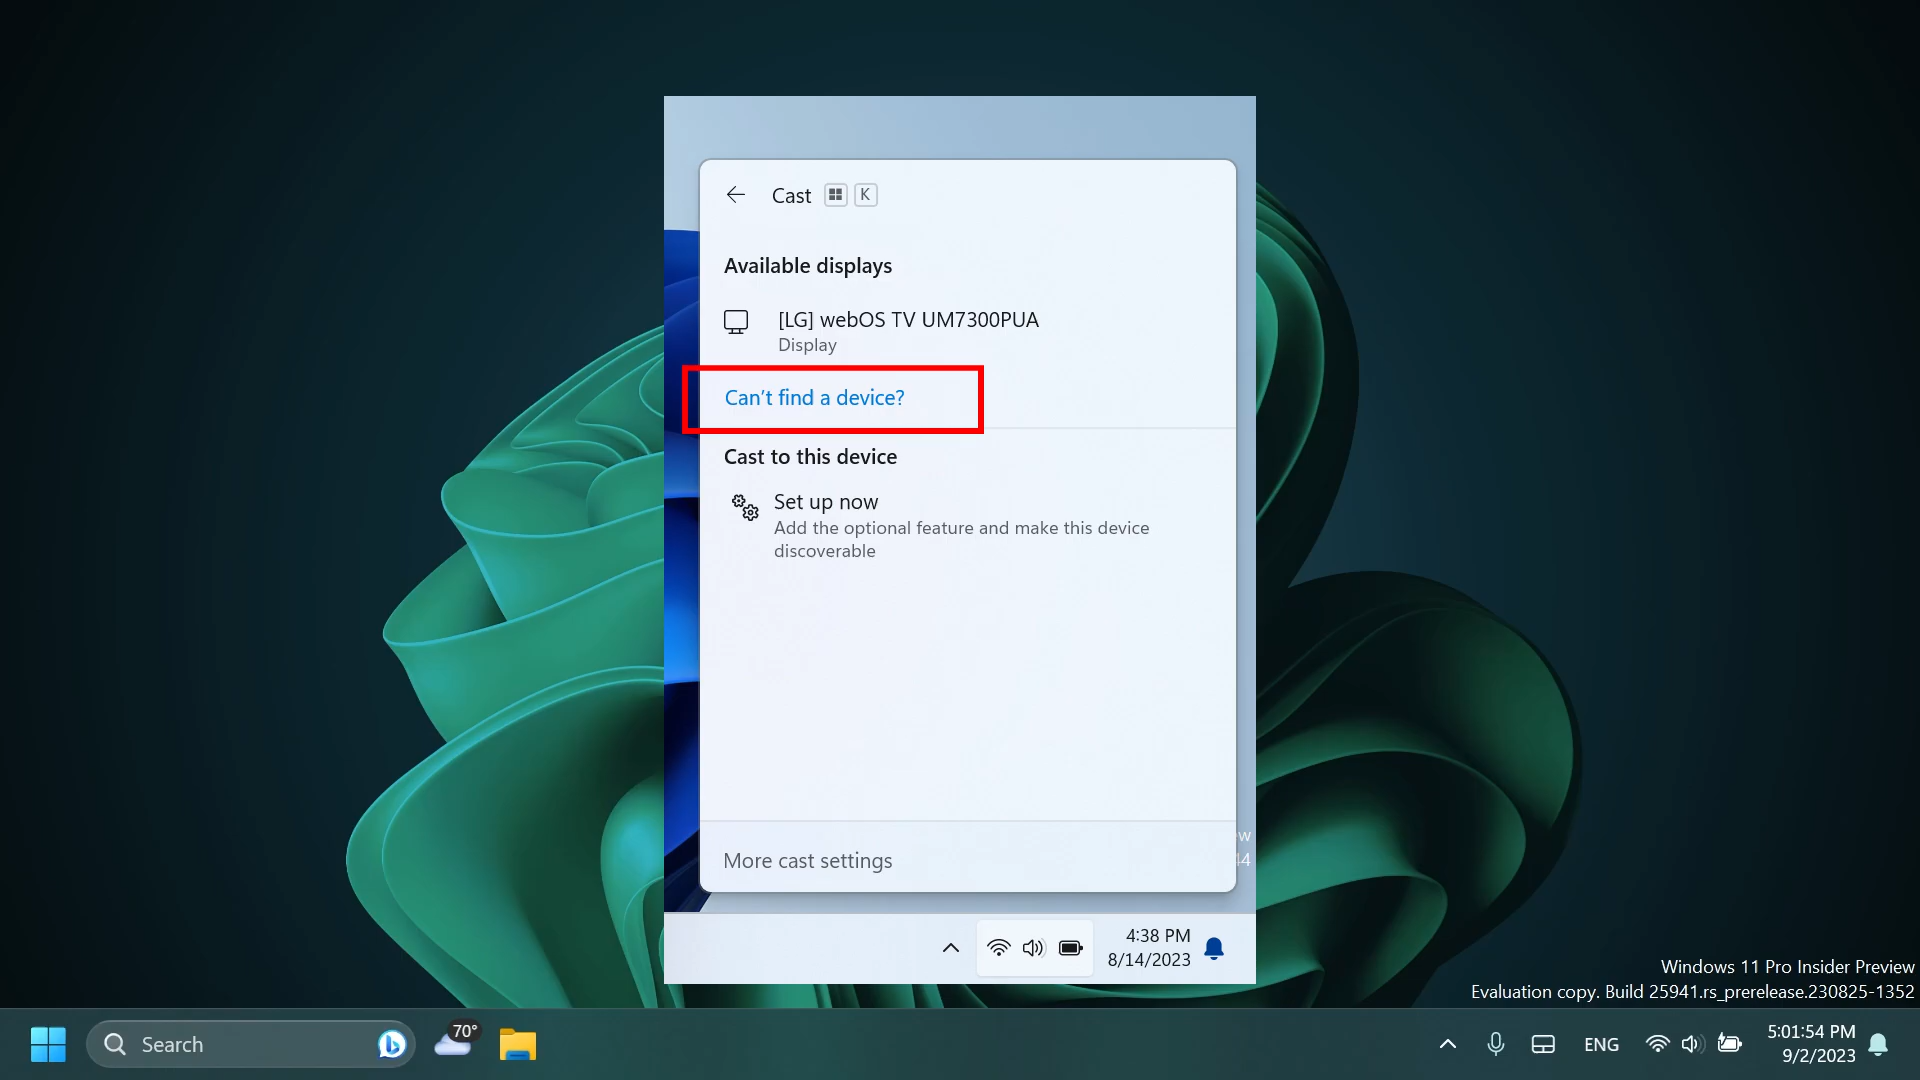 Cast K
Available displays
[LG] webOS TV UM7300PUA
Display
Can't find a device?
Cast to this device
Set up now
Add the optional feature and make this device
discoverable
ew
44
More cast settings
4:38 PM
8/14/2023
Windows 11 Pro Insider Preview
Evaluation copy. Build 25941.rs_prerelease.230825-1352
Search
70°
ENG
5:01:54 PM
9/2/2023